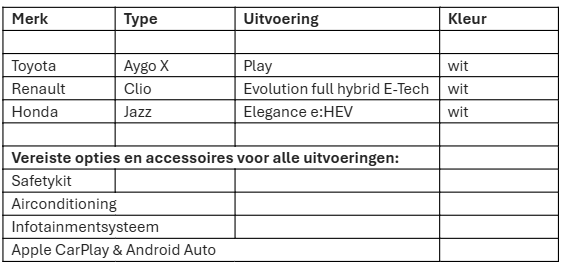 Merk Type Uitvoering Kleur
Toyota Aygo X Play wit
Renault Clio Evolution full hybrid E-Tech wit
Honda Jazz Elegance e:HEV wit
Vereiste opties en accessoires voor alle uitvoeringen:
Safetykit
Airconditioning
Infotainmentsysteem
Apple CarPlay & Android Auto